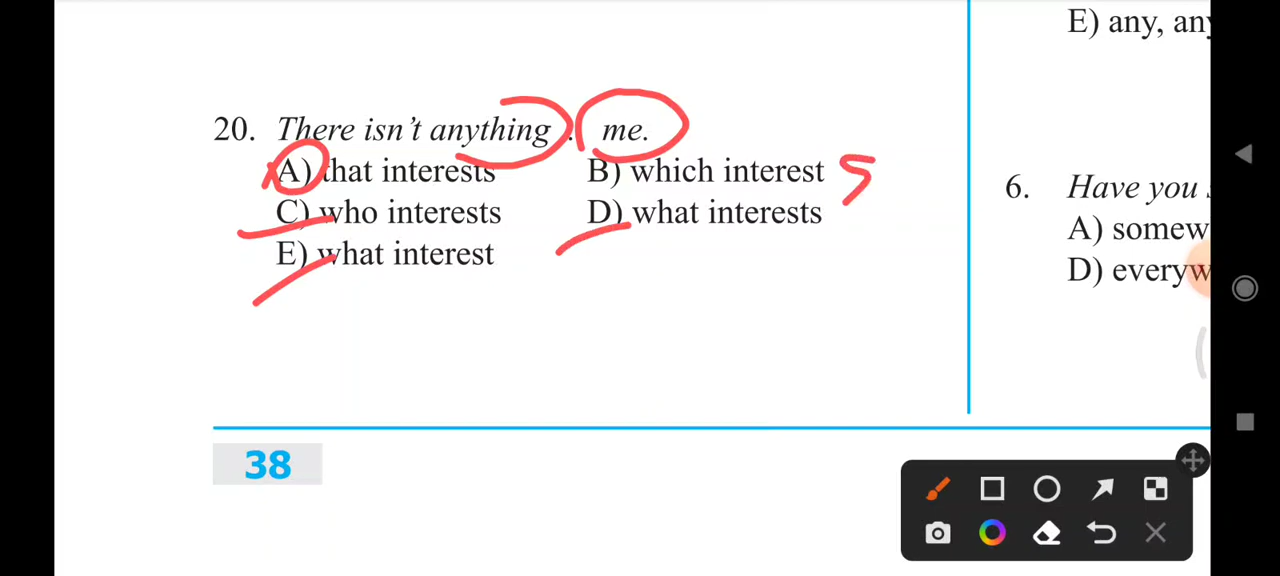 E) any, any
20. There isn't anything . me.
A) that interests B) which interest s
C) who interests D) what interests
E) what interest
6. Have you
A) somew
D) everyw
38